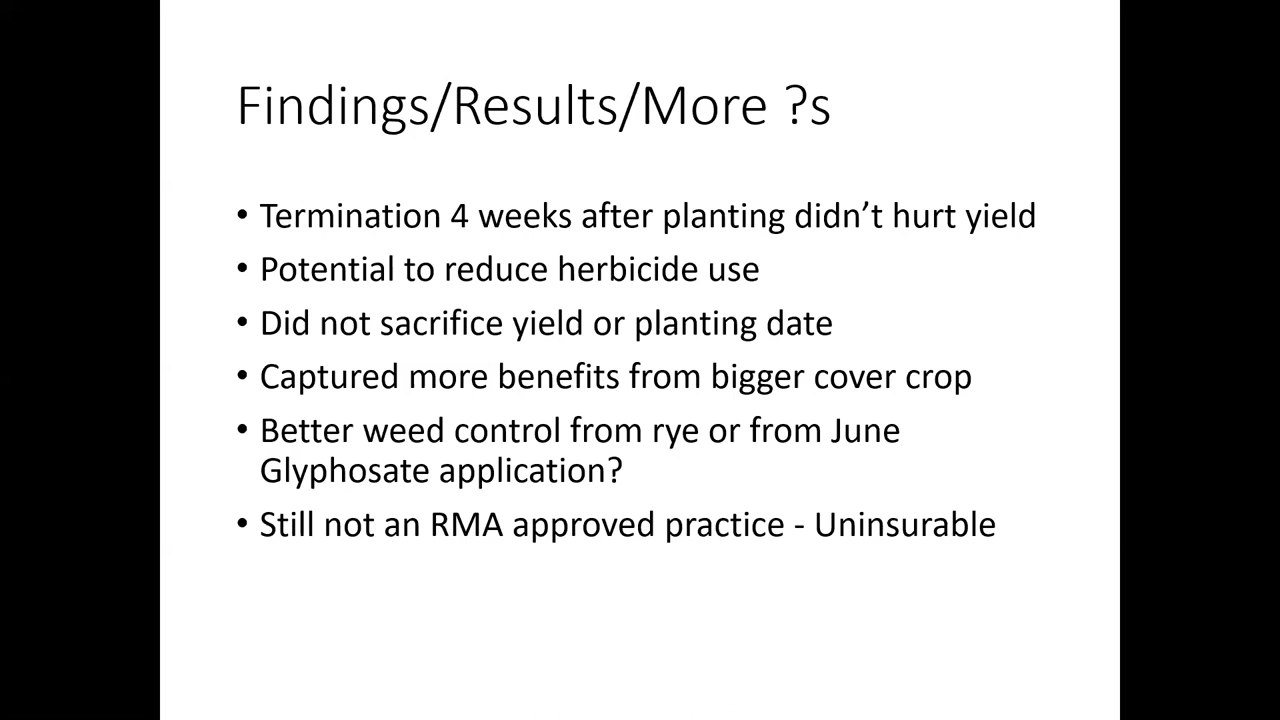 Findings/Results/More ?s
• Termination 4 weeks after planting didn’t hurt yield
• Potential to reduce herbicide use
• Did not sacrifice yield or planting date
• Captured more benefits from bigger cover crop
• Better weed control from rye or from June
Glyphosate application?
• Still not an RMA approved practice - Uninsurable